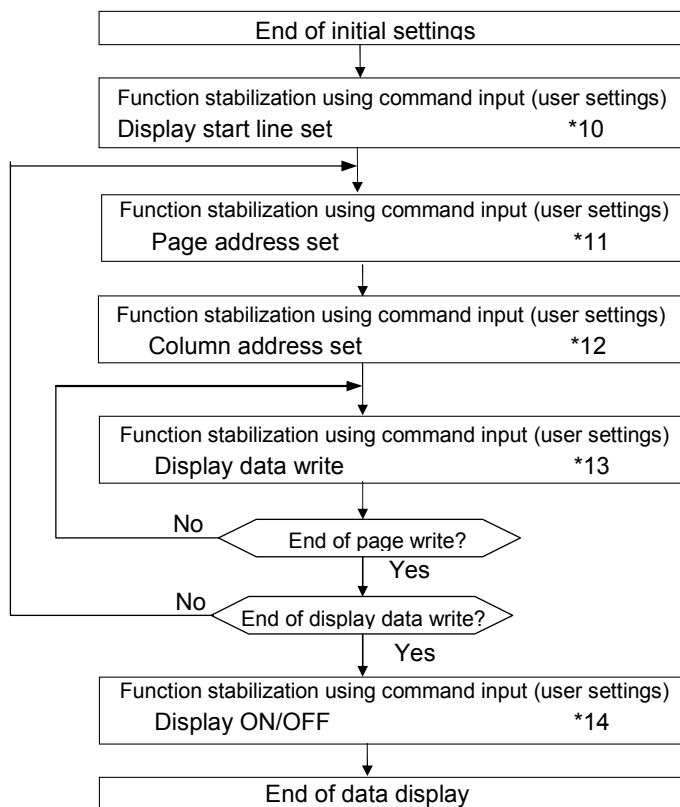 End of initial settings
Function stabilization using command input (user settings)
Display start line set *10
Function stabilization using command input (user settings)
Page address set *11
Function stabilization using command input (user settings)
Column address set *12
Function stabilization using command input (user settings)
Display data write *13
No
End of page write?
Yes
No
End of display data write?
Yes
Function stabilization using command input (user settings)
Display ON/OFF *14
End of data display